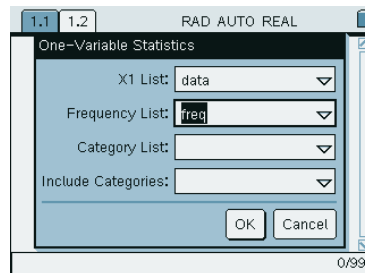 1.1 1.2 RAD AUTO REAL
One-Variable Statistics
X1 List: data
Frequency List: freq
Category List:
Include Categories:
OK Cancel
0/99